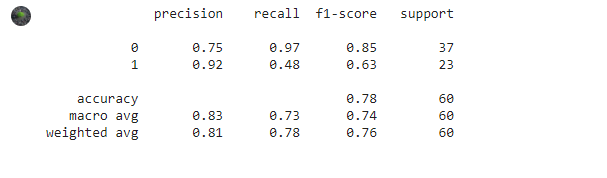 precision recall f1-score support
0 0.75 0.97 0.85 37
1 0.92 0.48 0.63 23
accuracy 0.78 60
macro avg 0.83 0.73 0.74 60
weighted avg 0.81 0.78 0.76 60